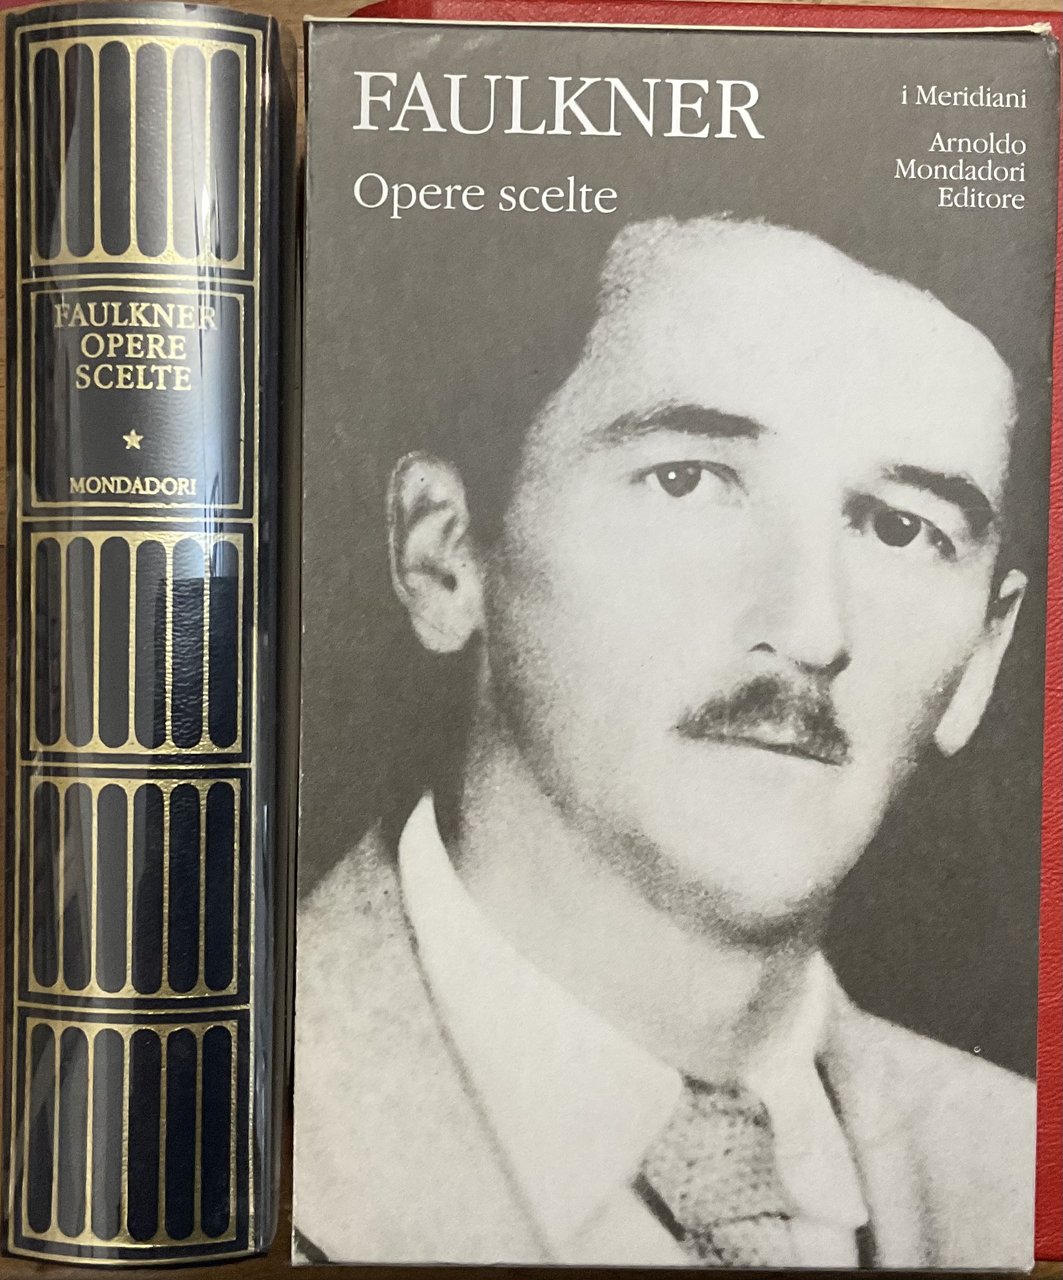 FAULKNER
OPERE
SCELTE
MONDADORI
FAULKNER
Opere scelte
i Meridiani
Arnoldo
Mondadori
Editore